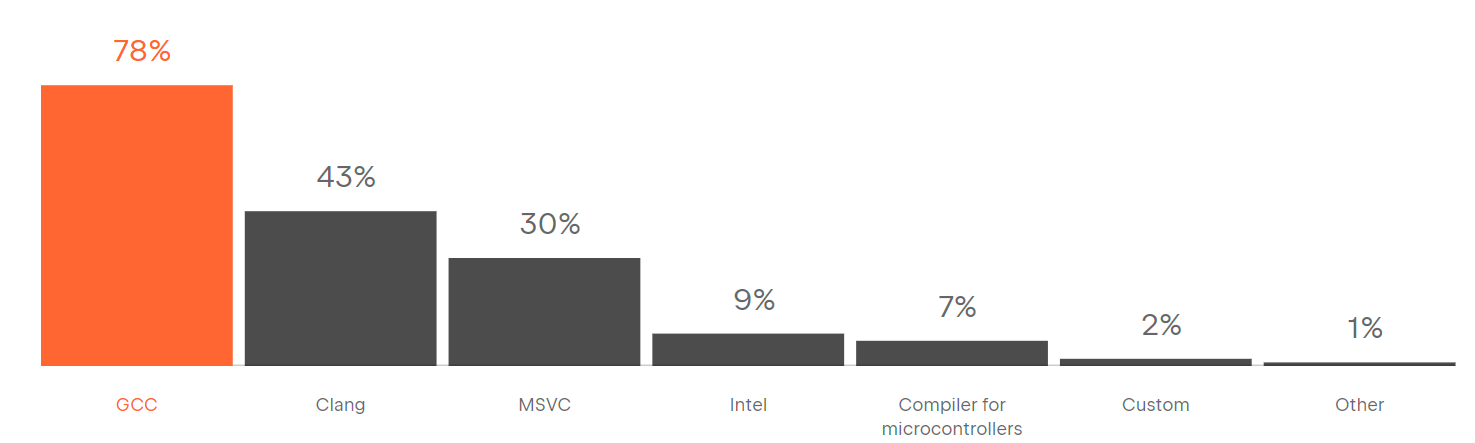 78%
43%
30%
9%
7%
2%
1%
GCC
Clang
MSVC
Intel
Compiler for
microcontrollers
Custom
Other